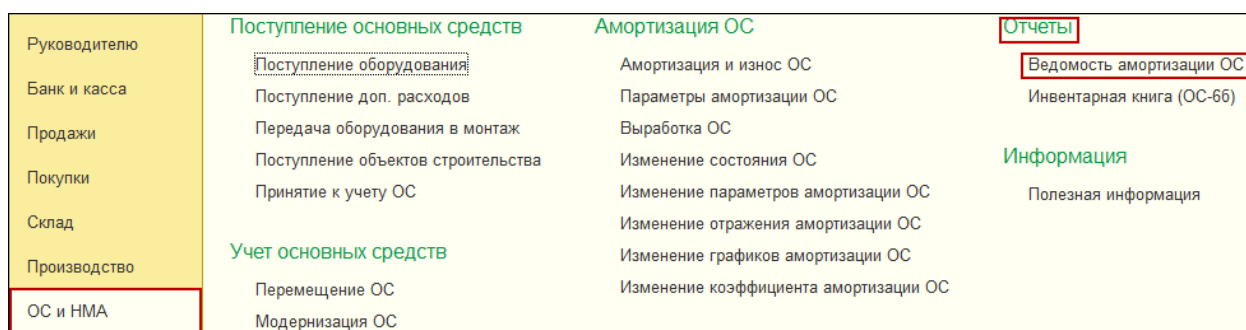 Руководителю
Банк и касса
Продажи
Покупки
Склад
Производство
ОС и НМА
Поступление основных средств
Поступление оборудования
Поступление доп. расходов
Передача оборудования в монтаж
Поступление объектов строительства
Принятие к учету ОС
Учет основных средств
Перемещение ОС
Модернизация ОС
Амортизация ОС
Амортизация и износ ОС
Параметры амортизации ОС
Выработка ОС
Изменение состояния ОС
Изменение параметров амортизации ОС
Изменение отражения амортизации ОС
Изменение графиков амортизации ОС
Изменение коэффициента амортизации ОС
Отчеты
Ведомость амортизации ОС
Инвентарная книга (ОС-6б)
Информация
Полезная информация